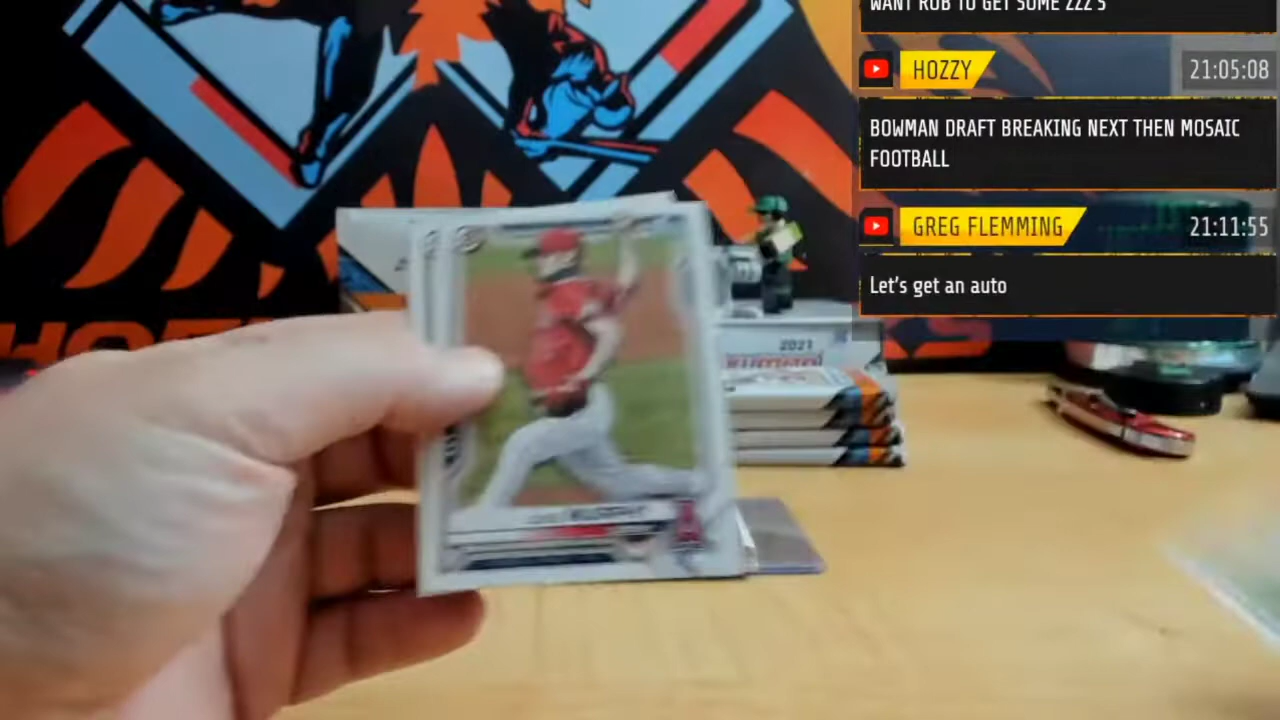 WANT ROB TO GET SOME ZZZ'S
HOZZY
21:05:08
BOWMAN DRAFT BREAKING NEXT THEN MOSAIC
FOOTBALL
GREG FLEMMING
21:11:55
Let's get an auto
2021